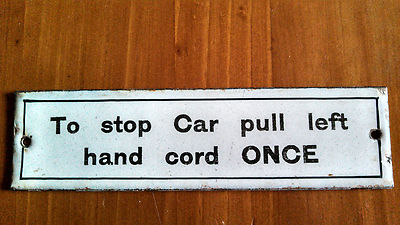 To stop Car pull left
hand cord ONCE